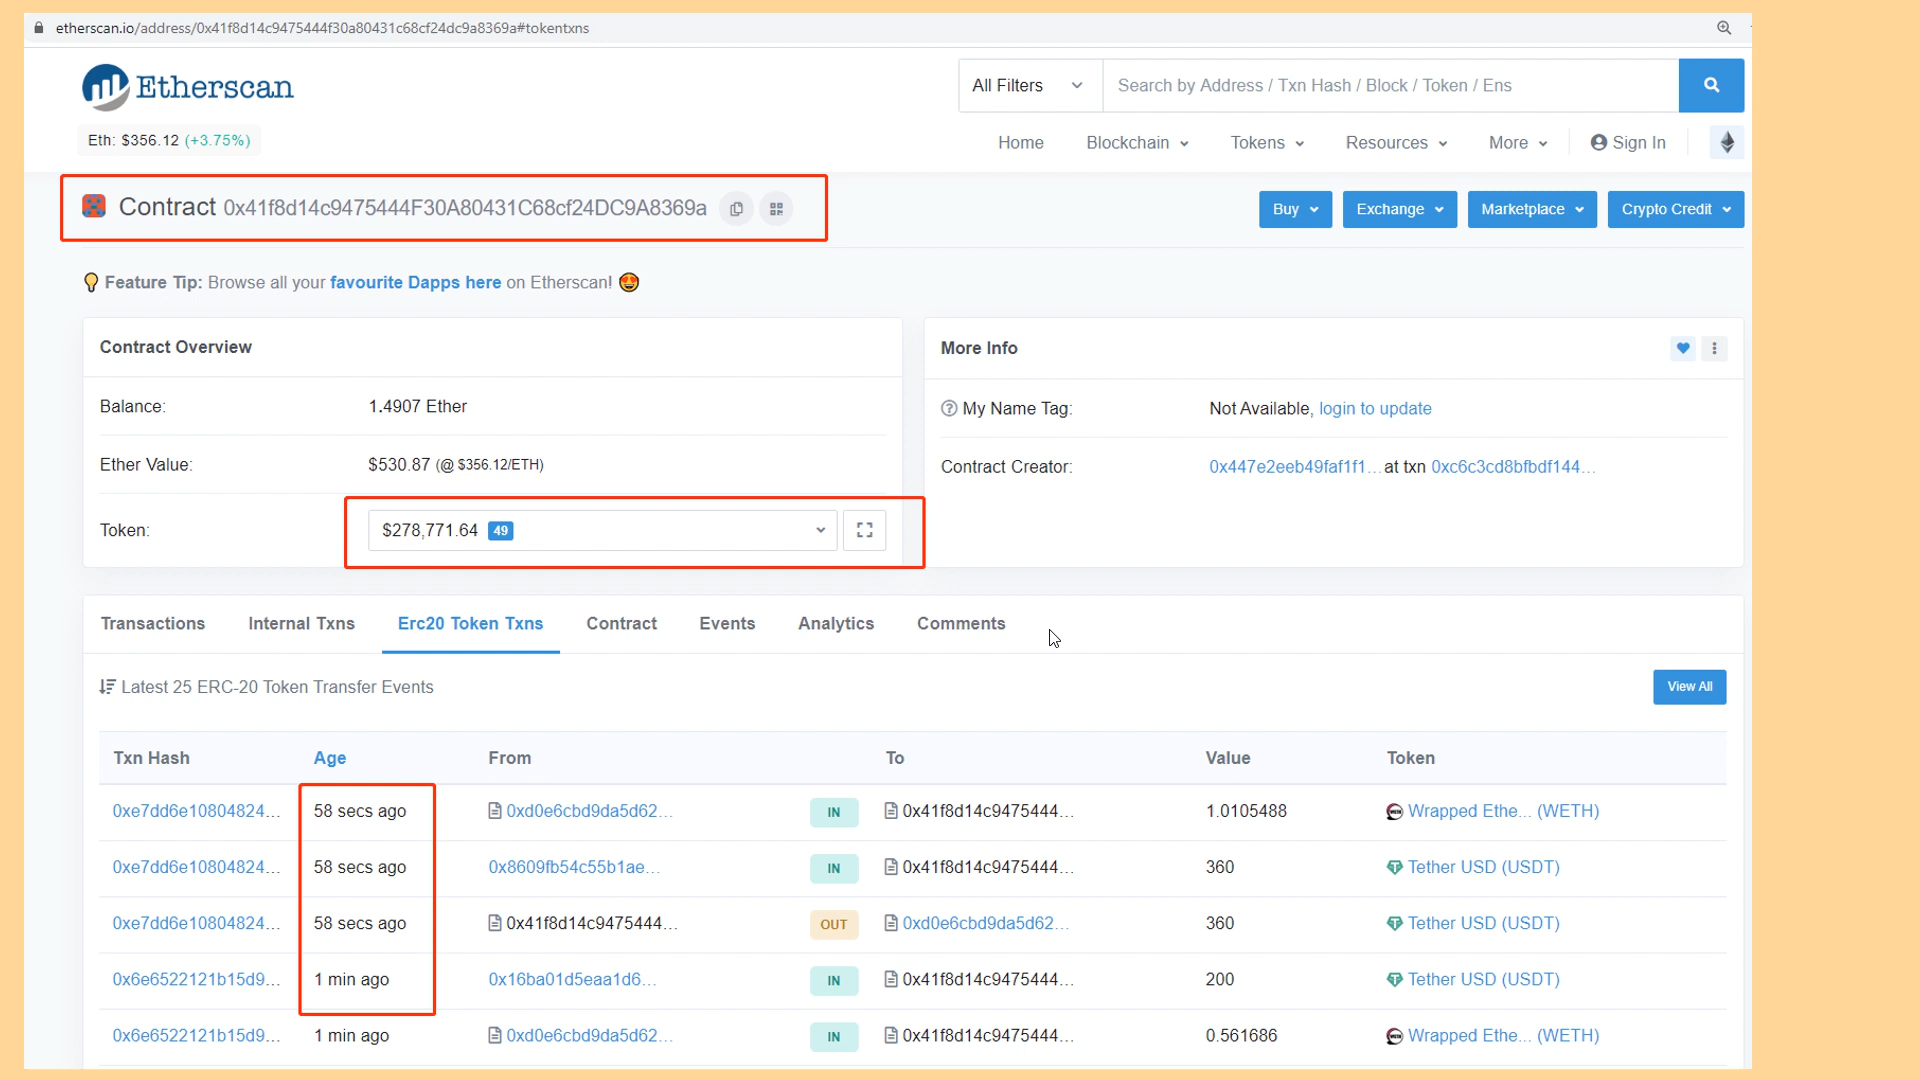 etherscan.io/address/0x41f8d14c9475444f30a80431c68cf24dc9a8369a#tokentxns
Etherscan
All Filters
Search by Address / Txn Hash / Block / Token / Ens
Eth: $356.12 (+3.75%)
Home Blockchain Tokens Resources More Sign In
Contract 0x41f8d14c9475444F30A80431C68cf24DC9A8369a
Buy Exchange Marketplace Crypto Credit
Feature Tip: Browse all your favourite Dapps here on Etherscan!
Contract Overview
Balance: 1.4907 Ether
Ether Value: $530.87 (@ $356.12/ETH)
Token: $278,771.64 49
More Info
My Name Tag: Not Available, login to update
Contract Creator: 0x447e2eeb49faf1f1... at txn 0xc6c3cd8bfbdf144...
Transactions Internal Txns Erc20 Token Txns Contract Events Analytics Comments
Latest 25 ERC-20 Token Transfer Events
View All
Txn Hash Age From To Value Token
0xe7dd6e10804824... 58 secs ago 0xd0e6cbd9da5d62... IN 0x41f8d14c9475444... 1.0105488 Wrapped Ethe... (WETH)
0xe7dd6e10804824... 58 secs ago 0x8609fb54c55b1ae... IN 0x41f8d14c9475444... 360 Tether USD (USDT)
0xe7dd6e10804824... 58 secs ago 0x41f8d14c9475444... OUT 0xd0e6cbd9da5d62... 360 Tether USD (USDT)
0x6e6522121b15d9... 1 min ago 0x16ba01d5eaa1d6... IN 0x41f8d14c9475444... 200 Tether USD (USDT)
0x6e6522121b15d9... 1 min ago 0xd0e6cbd9da5d62... IN 0x41f8d14c9475444... 0.561686 Wrapped Ethe... (WETH)